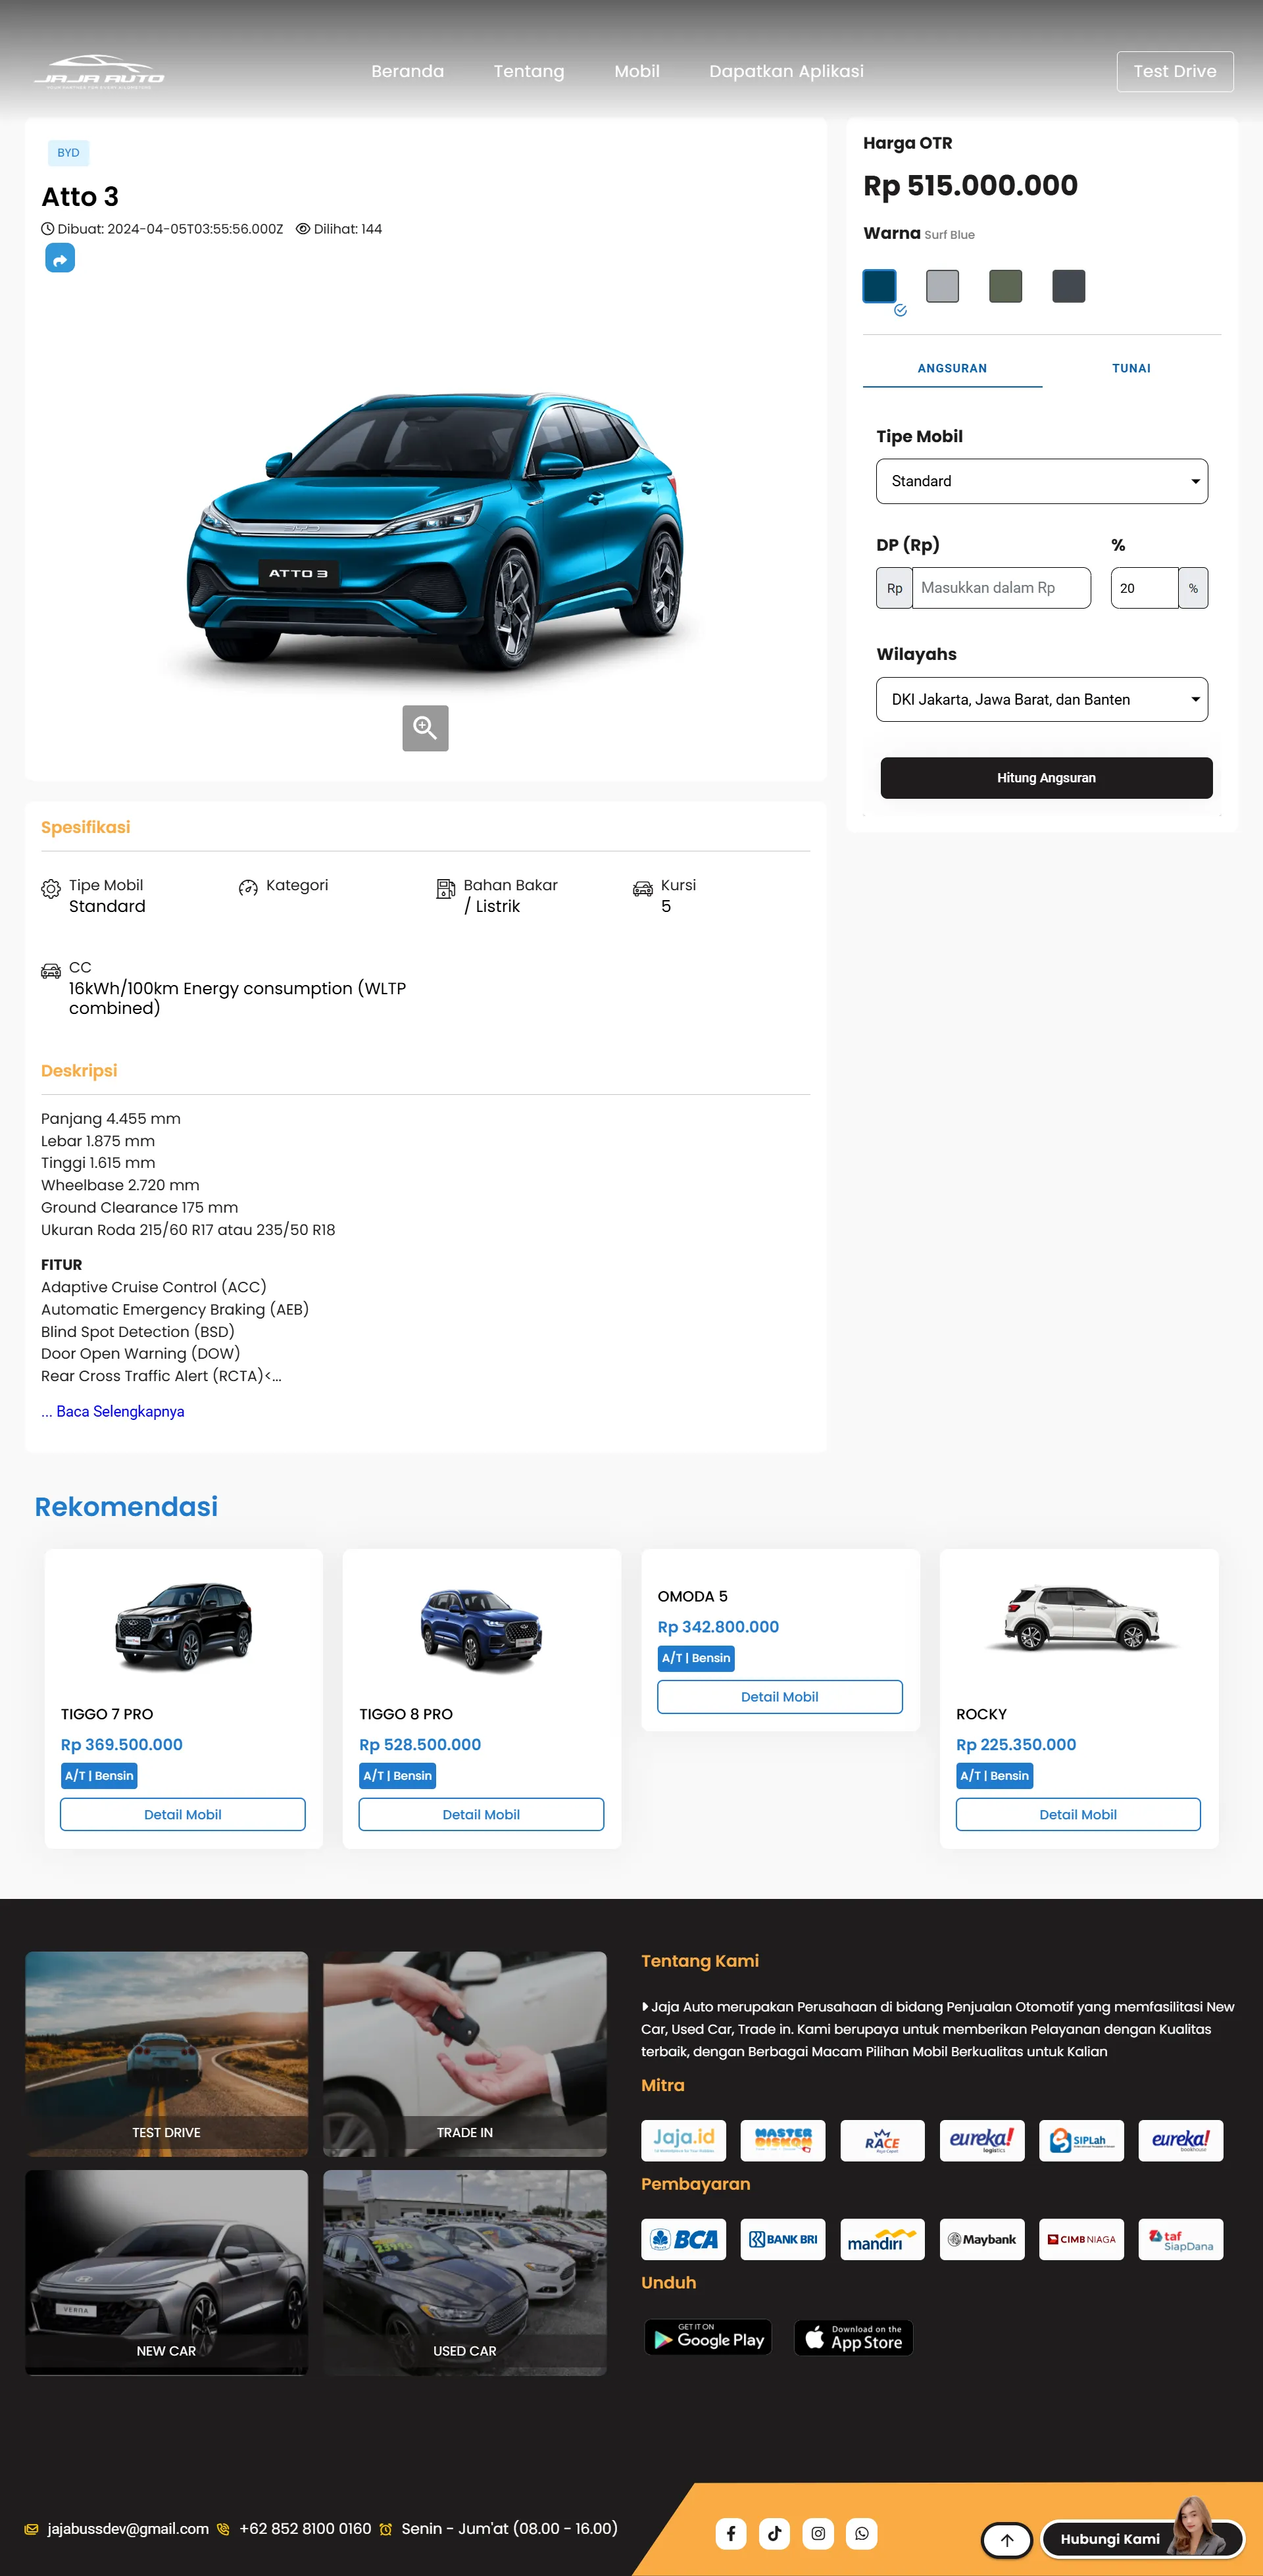 JAJA AUTO
Beranda
Tentang
Mobil
Dapatkan Aplikasi
Test Drive
BYD
Atto 3
Dibuat: 2024-04-05T03:55:56.000Z
Dilihat: 144
ATTO 3
Harga OTR
Rp 515.000.000
Warna Surf Blue
ANGSURAN
TUNAI
Tipe Mobil
Standard
DP (Rp)
%
Rp
Masukkan dalam Rp
20
%
Wilayahs
DKI Jakarta, Jawa Barat, dan Banten
Hitung Angsuran
Spesifikasi
Tipe Mobil
Standard
Kategori
Bahan Bakar
/ Listrik
Kursi
5
CC
16kWh/100km Energy consumption (WLTP
combined)
Deskripsi
Panjang 4.455 mm
Lebar 1.875 mm
Tinggi 1.615 mm
Wheelbase 2.720 mm
Ground Clearance 175 mm
Ukuran Roda 215/60 R17 atau 235/50 R18
FITUR
Adaptive Cruise Control (ACC)
Automatic Emergency Braking (AEB)
Blind Spot Detection (BSD)
Door Open Warning (DOW)
Rear Cross Traffic Alert (RCTA)<...
... Baca Selengkapnya
Rekomendasi
TIGGO 7 PRO
Rp 369.500.000
A/T | Bensin
Detail Mobil
TIGGO 8 PRO
Rp 528.500.000
A/T | Bensin
Detail Mobil
OMODA 5
Rp 342.800.000
A/T | Bensin
Detail Mobil
ROCKY
Rp 225.350.000
A/T | Bensin
Detail Mobil
TEST DRIVE
TRADE IN
VERNA
NEW CAR
USED CAR
Tentang Kami
Jaja Auto merupakan Perusahaan di bidang Penjualan Otomotif yang memfasilitasi New
Car, Used Car, Trade in. Kami berupaya untuk memberikan Pelayanan dengan Kualitas
terbaik, dengan Berbagai Macam Pilihan Mobil Berkualitas untuk Kalian
Mitra
Jaja.id
MASTER DISKON
RACE
eureka! logistics
SIPLah
eureka! bookhouse
Pembayaran
BCA
BANK BRI
mandiri
Maybank
CIMB NIAGA
taf SiapDana
Unduh
GET IT ON
Google Play
Download on the
App Store
jajabussdev@gmail.com
+62 852 8100 0160
Senin - Jum'at (08.00 - 16.00)
Hubungi Kami